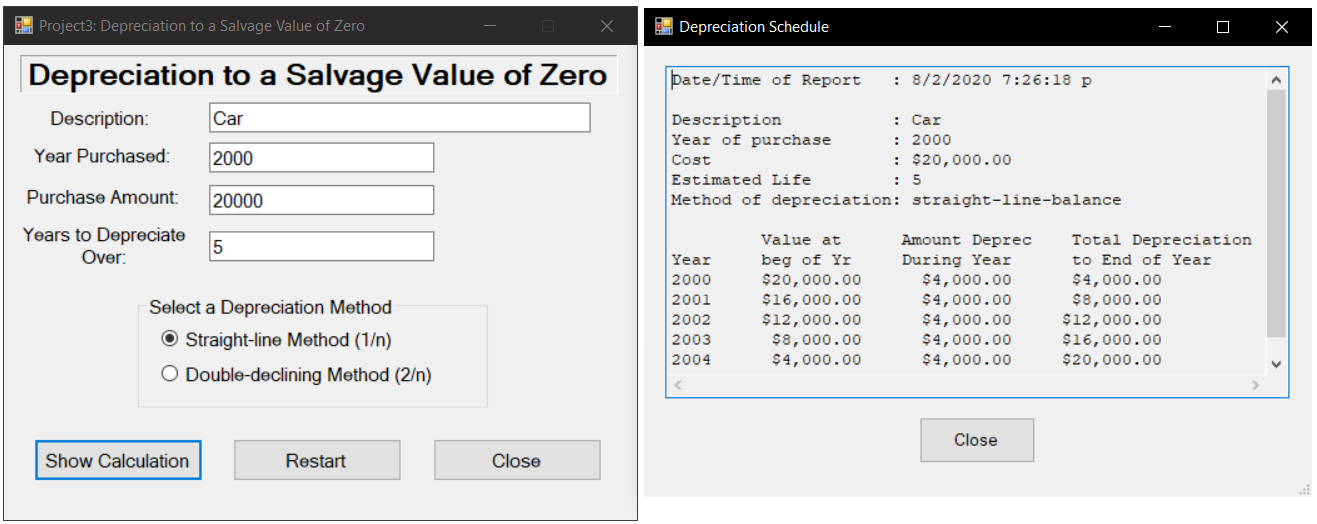 Project3: Depreciation to a Salvage Value of Zero
Depreciation to a Salvage Value of Zero
Description: Car
Year Purchased: 2000
Purchase Amount: 20000
Years to Depreciate
Over: 5
Select a Depreciation Method
Straight-line Method (1/n)
Double-declining Method (2/n)
Show Calculation Restart Close
Depreciation Schedule
Date/Time of Report : 8/2/2020 7:26:18 p
Description : Car
Year of purchase : 2000
Cost : $20,000.00
Estimated Life : 5
Method of depreciation: straight-line-balance
Value at Amount Deprec Total Depreciation
Year beg of Yr During Year to End of Year
2000 $20,000.00 $4,000.00 $4,000.00
2001 $16,000.00 $4,000.00 $8,000.00
2002 $12,000.00 $4,000.00 $12,000.00
2003 $8,000.00 $4,000.00 $16,000.00
2004 $4,000.00 $4,000.00 $20,000.00
Close